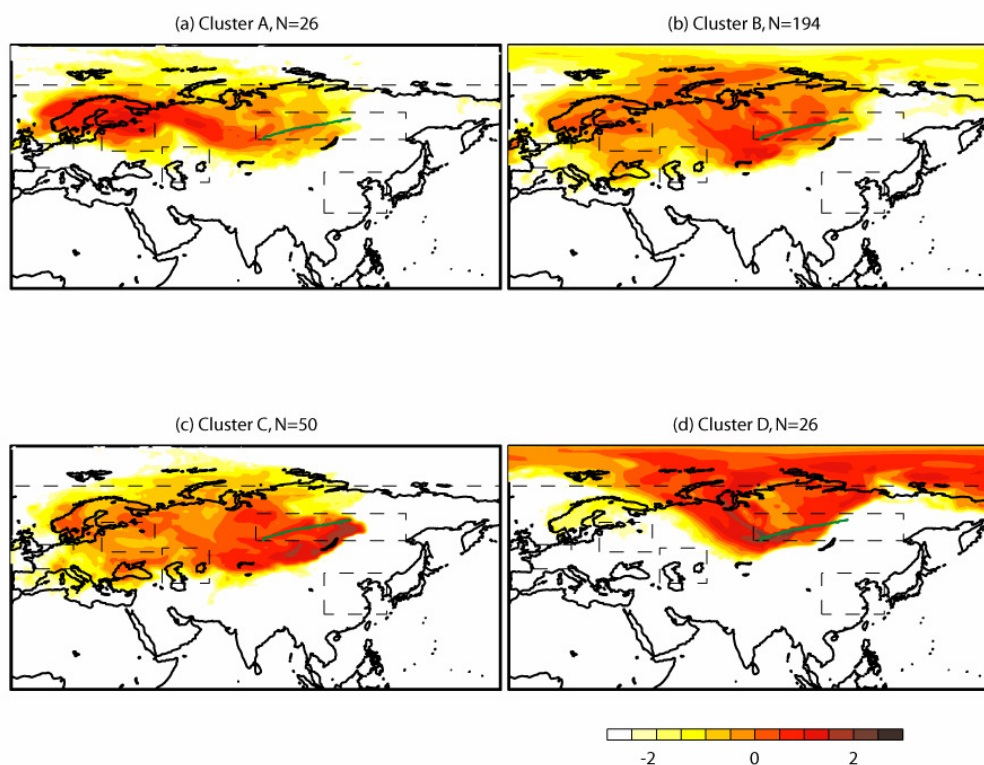 (a) Cluster A, N=26
(b) Cluster B, N=194
(c) Cluster C, N=50
(d) Cluster D, N=26
-2 0 2